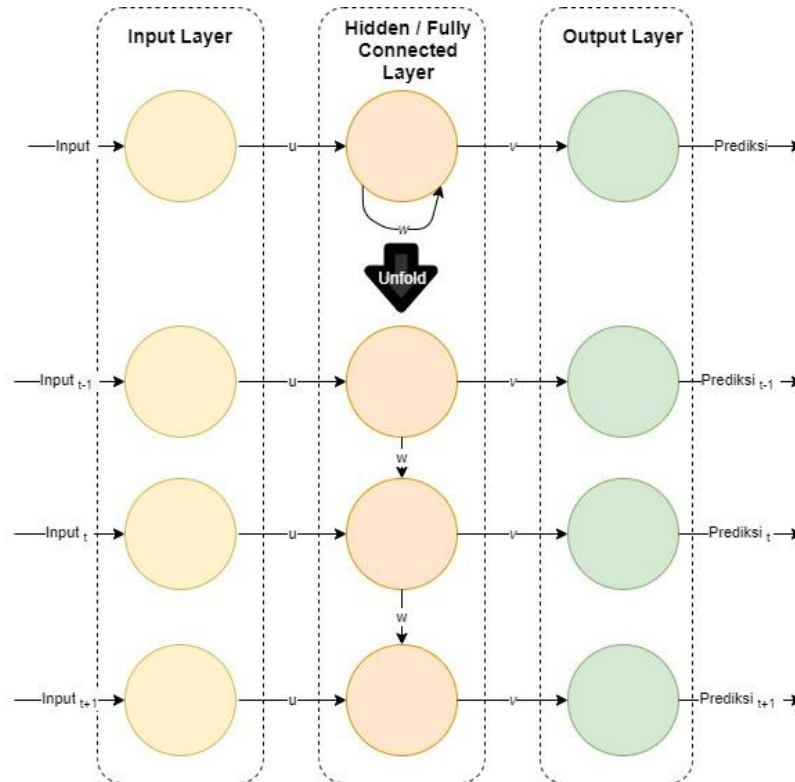 Input Layer
Hidden / Fully
Connected
Layer
Output Layer
Input
u
v
Prediksi
w
Unfold
Input t-1
u
v
Prediksi t-1
w
Input t
u
v
Prediksi t
w
Input t+1
u
v
Prediksi t+1